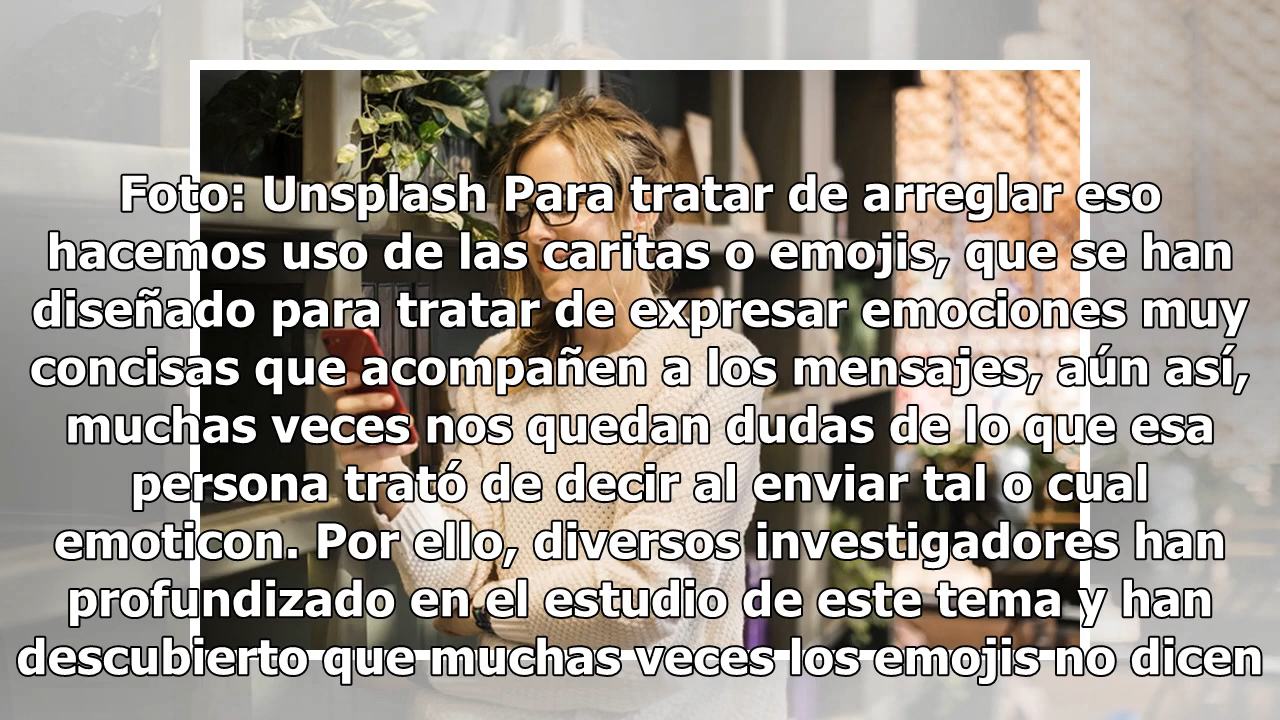 Foto: Unsplash Para tratar de arreglar eso
hacemos uso de las caritas o emojis, que se han
diseñado para tratar de expresar emociones muy
concisas que acompañen a los mensajes, aún así,
muchas veces nos quedan dudas de lo que esa
persona trató de decir al enviar tal o cual
emoticon. Por ello, diversos investigadores han
profundizado en el estudio de este tema y han
descubierto que muchas veces los emojis no dicen